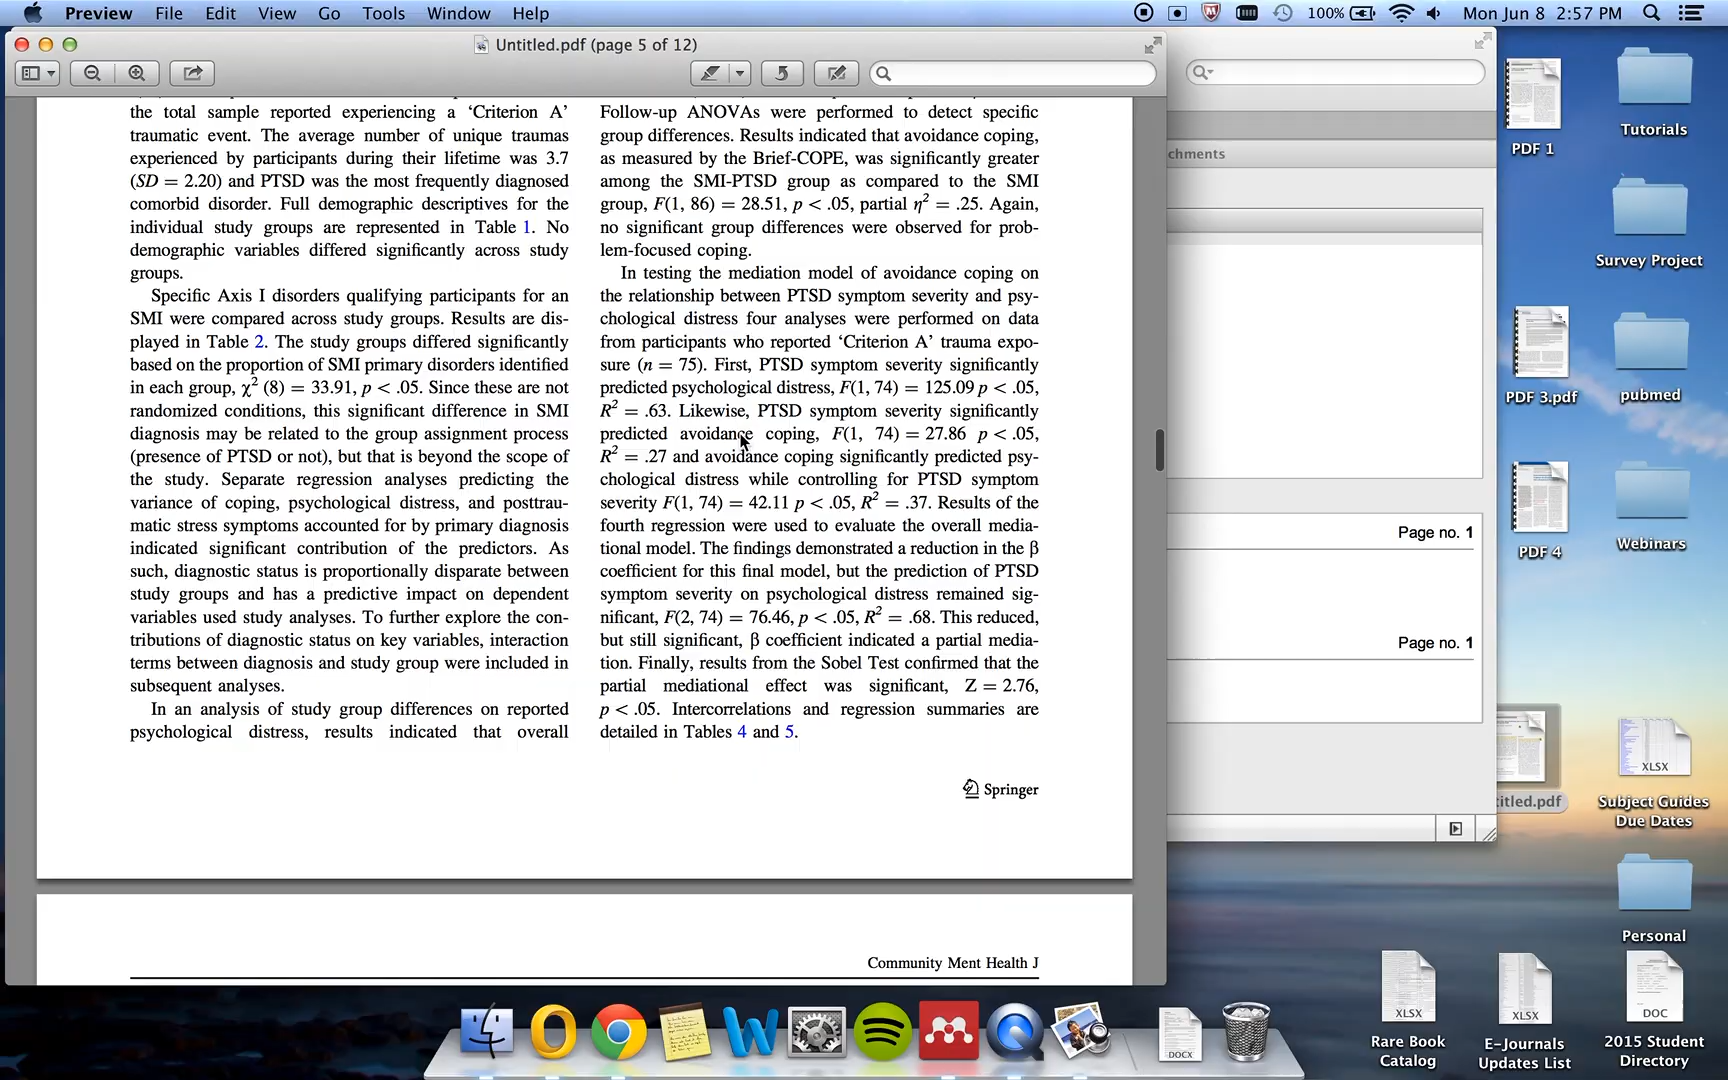 Preview File Edit View Go Tools Window Help
100% Mon Jun 8 2:57 PM
Untitled.pdf (page 5 of 12)
the total sample reported experiencing a ‘Criterion A’
traumatic event. The average number of unique traumas
experienced by participants during their lifetime was 3.7
(SD = 2.20) and PTSD was the most frequently diagnosed
comorbid disorder. Full demographic descriptives for the
individual study groups are represented in Table 1. No
demographic variables differed significantly across study
groups.
Specific Axis I disorders qualifying participants for an
SMI were compared across study groups. Results are dis-
played in Table 2. The study groups differed significantly
based on the proportion of SMI primary disorders identified
in each group, χ² (8) = 33.91, p < .05. Since these are not
randomized conditions, this significant difference in SMI
diagnosis may be related to the group assignment process
(presence of PTSD or not), but that is beyond the scope of
the study. Separate regression analyses predicting the
variance of coping, psychological distress, and posttrau-
matic stress symptoms accounted for by primary diagnosis
indicated significant contribution of the predictors. As
such, diagnostic status is proportionally disparate between
study groups and has a predictive impact on dependent
variables used study analyses. To further explore the con-
tributions of diagnostic status on key variables, interaction
terms between diagnosis and study group were included in
subsequent analyses.
In an analysis of study group differences on reported
psychological distress, results indicated that overall
Follow-up ANOVAs were performed to detect specific
group differences. Results indicated that avoidance coping,
as measured by the Brief-COPE, was significantly greater
among the SMI-PTSD group as compared to the SMI
group, F(1, 86) = 28.51, p < .05, partial η² = .25. Again,
no significant group differences were observed for prob-
lem-focused coping.
In testing the mediation model of avoidance coping on
the relationship between PTSD symptom severity and psy-
chological distress four analyses were performed on data
from participants who reported ‘Criterion A’ trauma expo-
sure (n = 75). First, PTSD symptom severity significantly
predicted psychological distress, F(1, 74) = 125.09 p < .05,
R² = .63. Likewise, PTSD symptom severity significantly
predicted avoidance coping, F(1, 74) = 27.86 p < .05,
R² = .27 and avoidance coping significantly predicted psy-
chological distress while controlling for PTSD symptom
severity F(1, 74) = 42.11 p < .05, R² = .37. Results of the
fourth regression were used to evaluate the overall media-
tional model. The findings demonstrated a reduction in the β
coefficient for this final model, but the prediction of PTSD
symptom severity on psychological distress remained sig-
nificant, F(2, 74) = 76.46, p < .05, R² = .68. This reduced,
but still significant, β coefficient indicated a partial media-
tion. Finally, results from the Sobel Test confirmed that the
partial mediational effect was significant, Z = 2.76,
p < .05. Intercorrelations and regression summaries are
detailed in Tables 4 and 5.
Springer
Community Ment Health J
chments
Page no. 1
Page no. 1
PDF 1
Tutorials
Survey Project
PDF 3.pdf
pubmed
PDF 4
Webinars
titled.pdf
XLSX
Subject Guides
Due Dates
Personal
XLSX
Rare Book
Catalog
XLSX
E-Journals
Updates List
DOC
2015 Student
Directory
DOCX